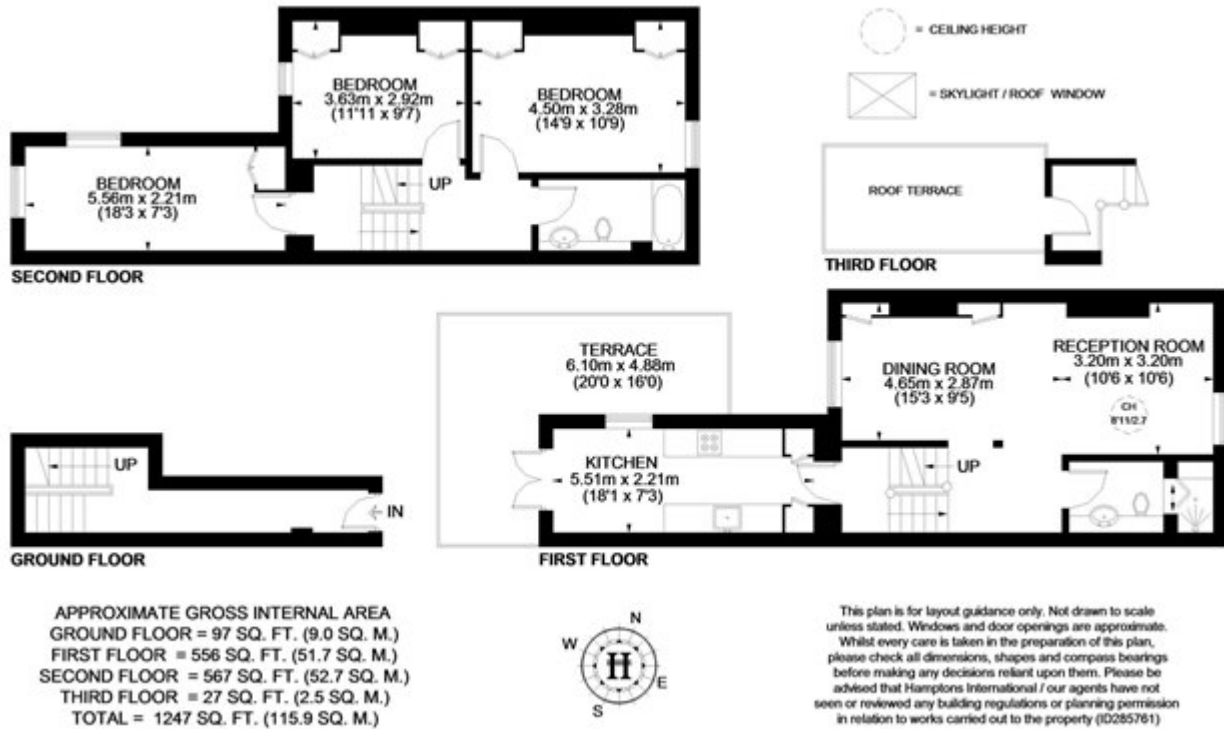 BEDROOM
3.63m x 2.92m
(11'11 x 9'7)
BEDROOM
4.50m x 3.28m
(14'9 x 10'9)
BEDROOM
5.56m x 2.21m
(18'3 x 7'3)
UP
SECOND FLOOR
= CEILING HEIGHT
= SKYLIGHT / ROOF WINDOW
ROOF TERRACE
THIRD FLOOR
TERRACE
6.10m x 4.88m
(20'0 x 16'0)
DINING ROOM
4.65m x 2.87m
(15'3 x 9'5)
RECEPTION ROOM
3.20m x 3.20m
(10'6 x 10'6)
CH
8'11/2.7
KITCHEN
5.51m x 2.21m
(18'1 x 7'3)
UP
FIRST FLOOR
UP
IN
GROUND FLOOR
APPROXIMATE GROSS INTERNAL AREA
GROUND FLOOR = 97 SQ. FT. (9.0 SQ. M.)
FIRST FLOOR = 556 SQ. FT. (51.7 SQ. M.)
SECOND FLOOR = 567 SQ. FT. (52.7 SQ. M.)
THIRD FLOOR = 27 SQ. FT. (2.5 SQ. M.)
TOTAL = 1247 SQ. FT. (115.9 SQ. M.)
N
W
H
E
S
This plan is for layout guidance only. Not drawn to scale
unless stated. Windows and door openings are approximate.
Whilst every care is taken in the preparation of this plan,
please check all dimensions, shapes and compass bearings
before making any decisions reliant upon them. Please be
advised that Hamptons International / our agents have not
seen or reviewed any building regulations or planning permission
in relation to works carried out to the property (ID285761)